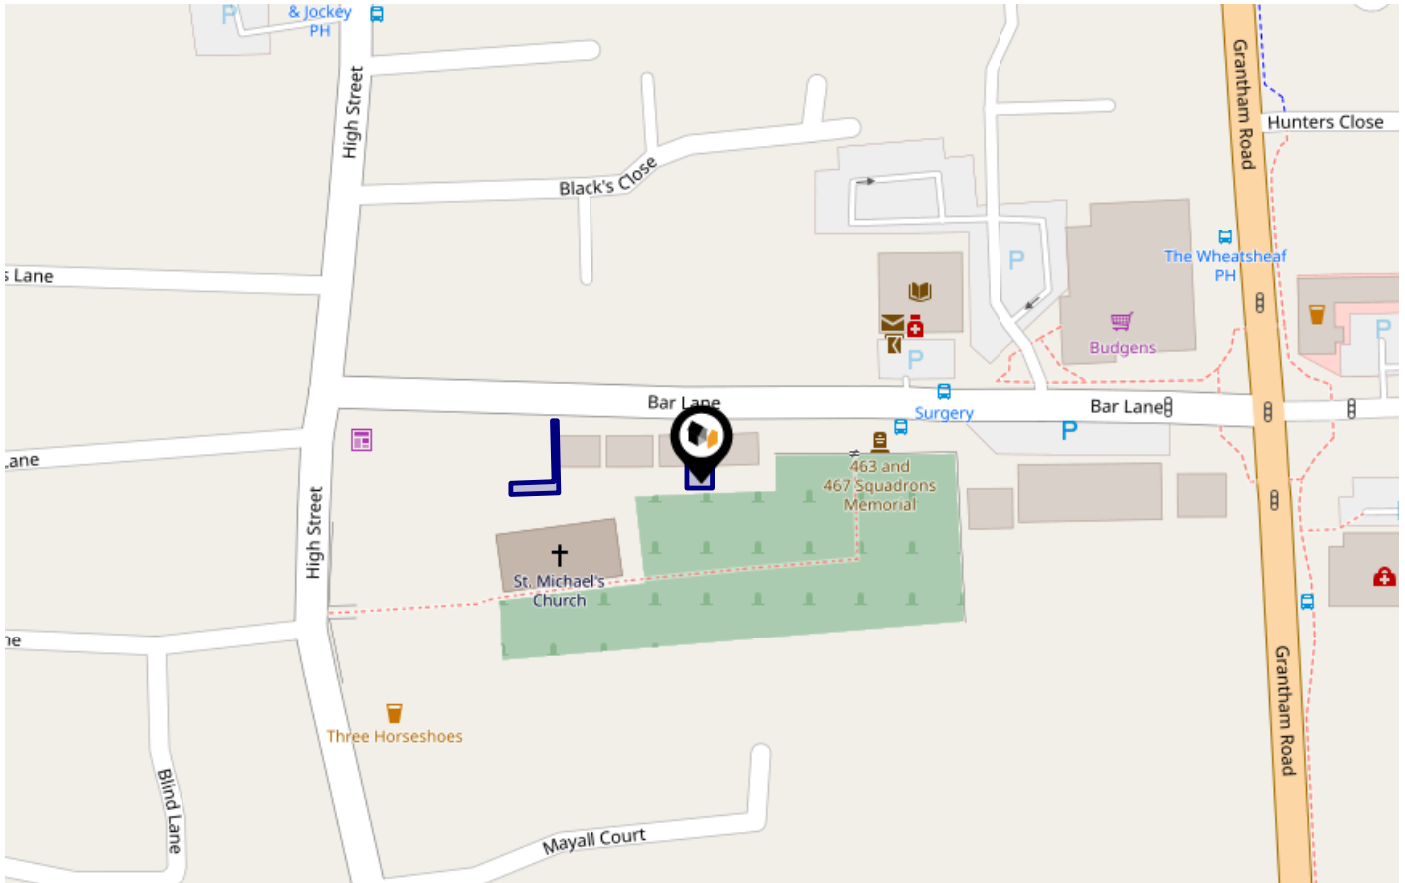 P
& Jockey
PH
High Street
Grantham Road
Hunters Close
Black's Close
The Wheatsheaf
PH
s Lane
P
P
P
Budgens
Bar Lane
Surgery
Bar Lane
P
ane
463 and
467 Squadrons
Memorial
High Street
St. Michael's
Church
ne
Grantham Road
Three Horseshoes
Blind Lane
Mayall Court